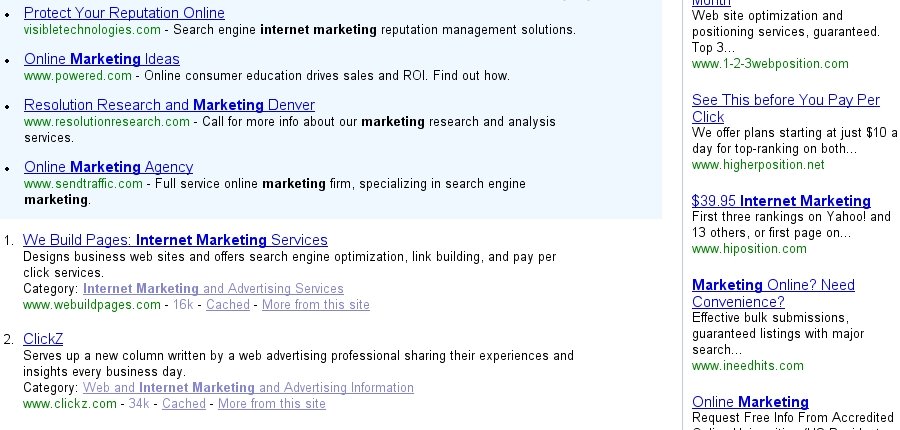 Protect Your Reputation Online
visibletechnologies.com - Search engine internet marketing reputation management solutions.
Online Marketing Ideas
www.powered.com - Online consumer education drives sales and ROI. Find out how.
Resolution Research and Marketing Denver
www.resolutionresearch.com - Call for more info about our marketing research and analysis
services.
Online Marketing Agency
www.sendtraffic.com - Full service online marketing firm, specializing in search engine
marketing.
1. We Build Pages: Internet Marketing Services
Designs business web sites and offers search engine optimization, link building, and pay per
click services.
Category: Internet Marketing and Advertising Services
www.webuildpages.com - 16k - Cached - More from this site
2. ClickZ
Serves up a new column written by a web advertising professional sharing their experiences and
insights every business day.
Category: Web and Internet Marketing and Advertising Information
www.clickz.com - 34k - Cached - More from this site
Month
Web site optimization and
positioning services, guaranteed.
Top 3...
www.1-2-3webposition.com
See This before You Pay Per
Click
We offer plans starting at just $10 a
day for top-ranking on both...
www.higherposition.net
$39.95 Internet Marketing
First three rankings on Yahoo! and
13 others, or first page on...
www.hiposition.com
Marketing Online? Need
Convenience?
Effective bulk submissions,
guaranteed listings with major
search...
www.ineedhits.com
Online Marketing
Request Free Info From Accredited